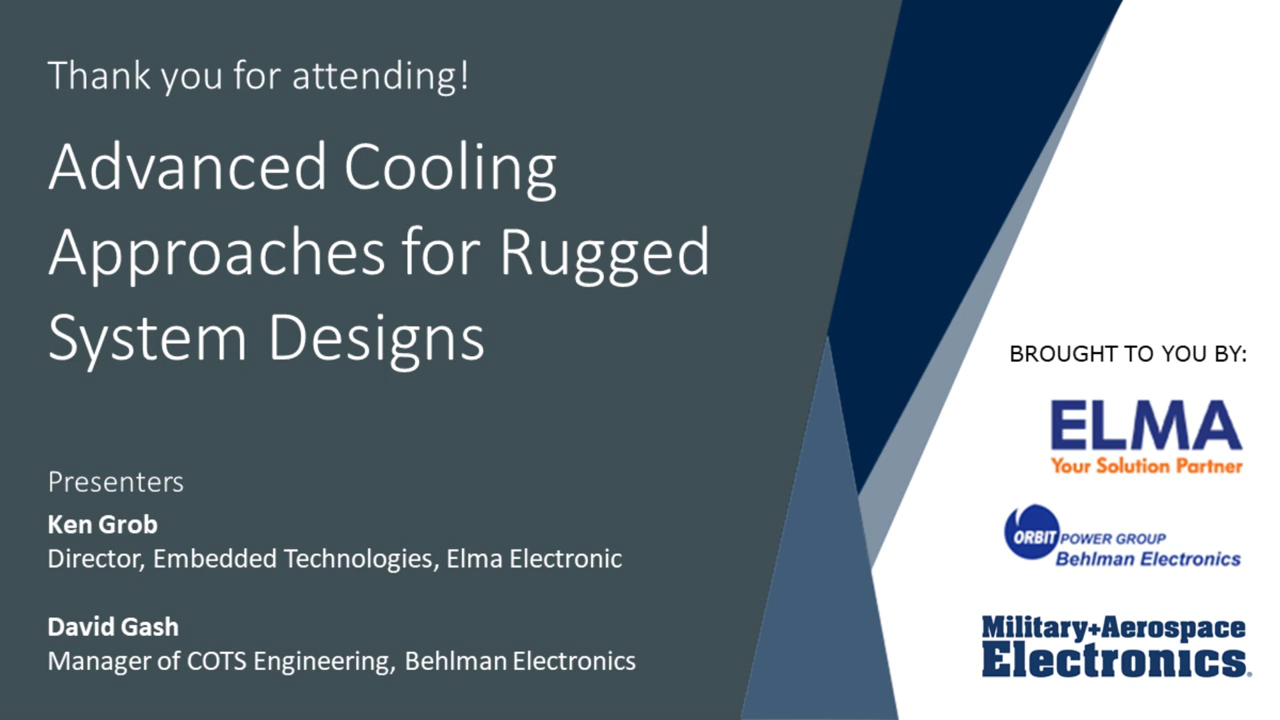 Thank you for attending!
Advanced Cooling
Approaches for Rugged
System Designs
Presenters
Ken Grob
Director, Embedded Technologies, Elma Electronic
David Gash
Manager of COTS Engineering, Behlman Electronics
BROUGHT TO YOU BY:
ELMA
Your Solution Partner
ORBIT POWER GROUP
Behlman Electronics
Military+Aerospace
Electronics®